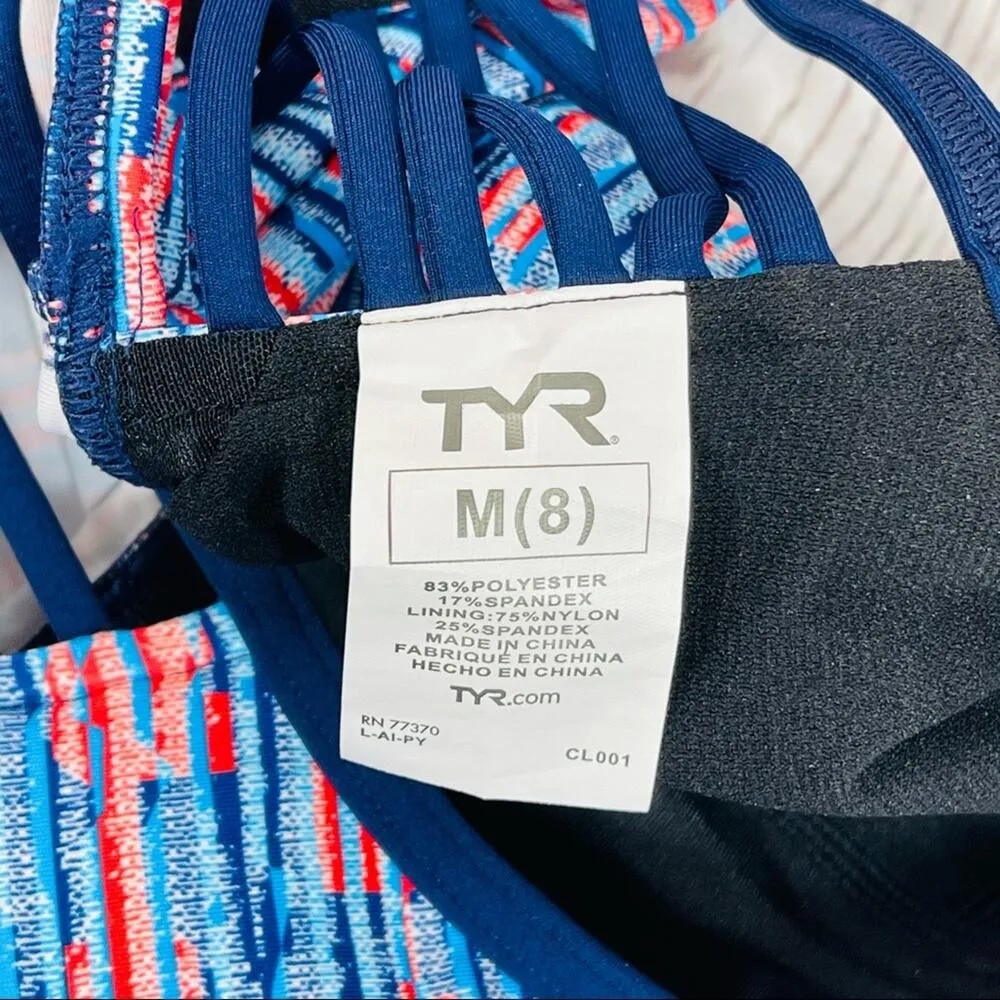 TYR®
M(8)
83%POLYESTER
17%SPANDEX
LINING:75%NYLON
25%SPANDEX
MADE IN CHINA
FABRIQUÉ EN CHINA
HECHO EN CHINA
TYR.com
RN 77370
L-AI-PY
CL001